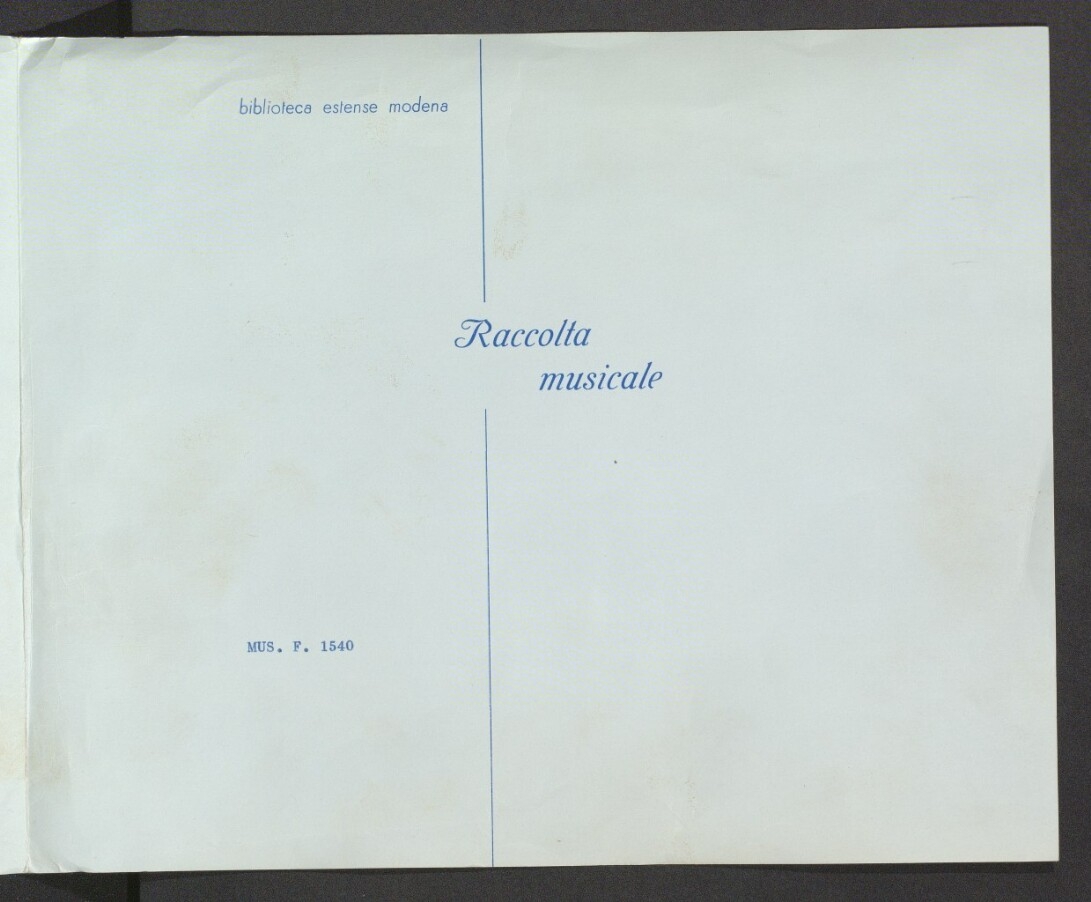 biblioteca estense modena
Raccolta
musicale
MUS. F. 1540